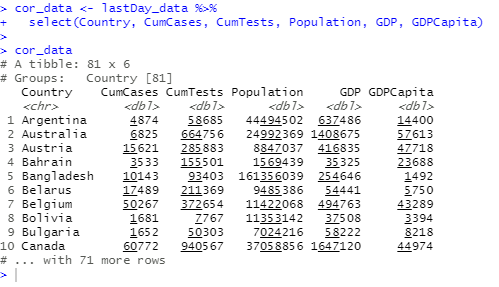 > cor_data <- lastDay_data %>%
+   select(Country, CumCases, CumTests, Population, GDP, GDPCapita)
>
> cor_data
# A tibble: 81 x 6
# Groups:   Country [81]
   Country    CumCases CumTests Population     GDP GDPCapita
   <chr>         <dbl>    <dbl>      <dbl>   <dbl>     <dbl>
 1 Argentina      4874    58685   44494502  637486     14400
 2 Australia      6825   664756   24992369 1408675     57613
 3 Austria       15621   285883    8847037  416835     47718
 4 Bahrain        3533   155501    1569439   35325     23688
 5 Bangladesh    10143    93403  161356039  254646      1492
 6 Belarus       17489   211369    9485386   54441      5750
 7 Belgium       50267   372654   11422068  494763     43289
 8 Bolivia        1681     7767   11353142   37508      3394
 9 Bulgaria       1652    50303    7024216   58222      8218
10 Canada        60772   940567   37058856 1647120     44974
# ... with 71 more rows
>